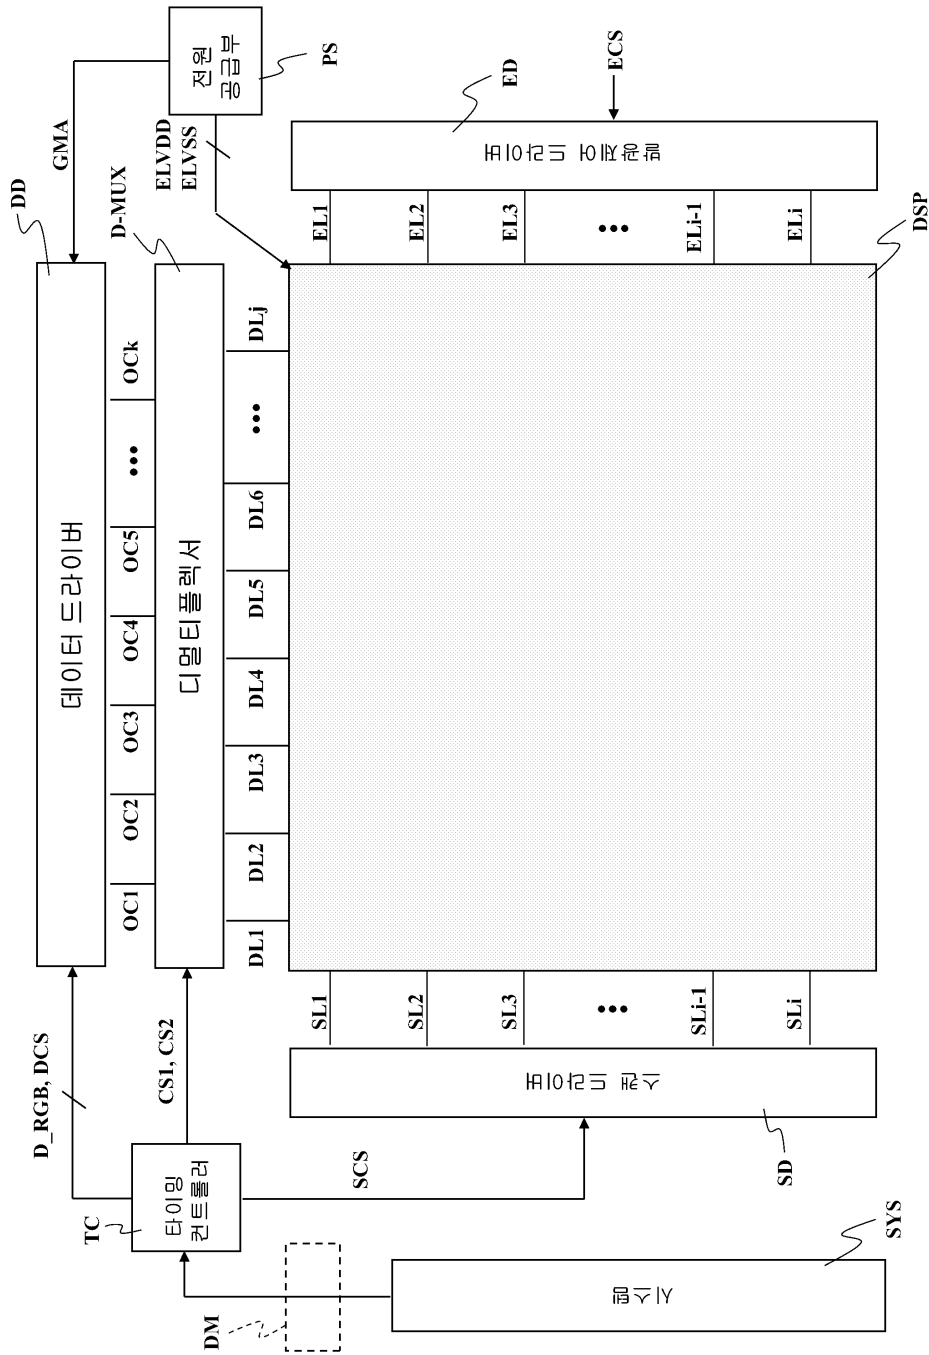 DD
GMA
전원
공급부
PS
데이터 드라이버
D_RGB, DCS
OC1
OC2
OC3
OC4
OC5
•••
OCk
D-MUX
ELVDD
ELVSS
디멀티플렉서
CS1, CS2
TC
타이밍
컨트롤러
DL1
DL2
DL3
DL4
DL5
DL6
•••
DLj
SCS
SL1
SL2
SL3
•••
SLi-1
SLi
스캔 드라이버
SD
EL1
EL2
EL3
•••
ELi-1
ELi
발광제어 드라이버
ED
ECS
DSP
DM
시스템
SYS